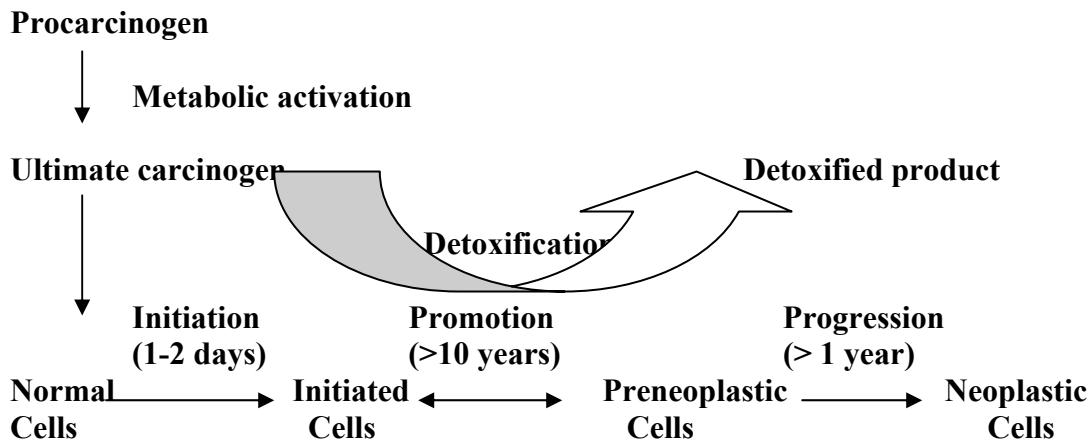 Procarcinogen
Metabolic activation
Ultimate carcinogen
Detoxified product
Detoxification
Initiation
(1-2 days)
Promotion
(>10 years)
Progression
(> 1 year)
Normal
Cells
Initiated
Cells
Preneoplastic
Cells
Neoplastic
Cells